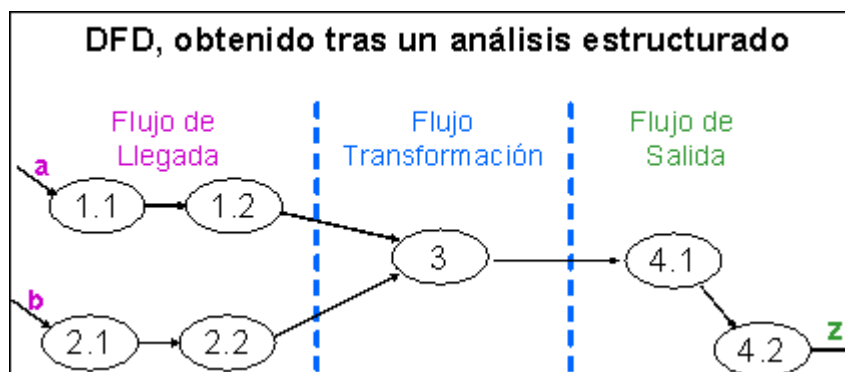 DFD, obtenido tras un análisis estructurado
Flujo de
Llegada
Flujo
Transformación
Flujo de
Salida
a
1.1
1.2
3
4.1
b
2.1
2.2
4.2
z